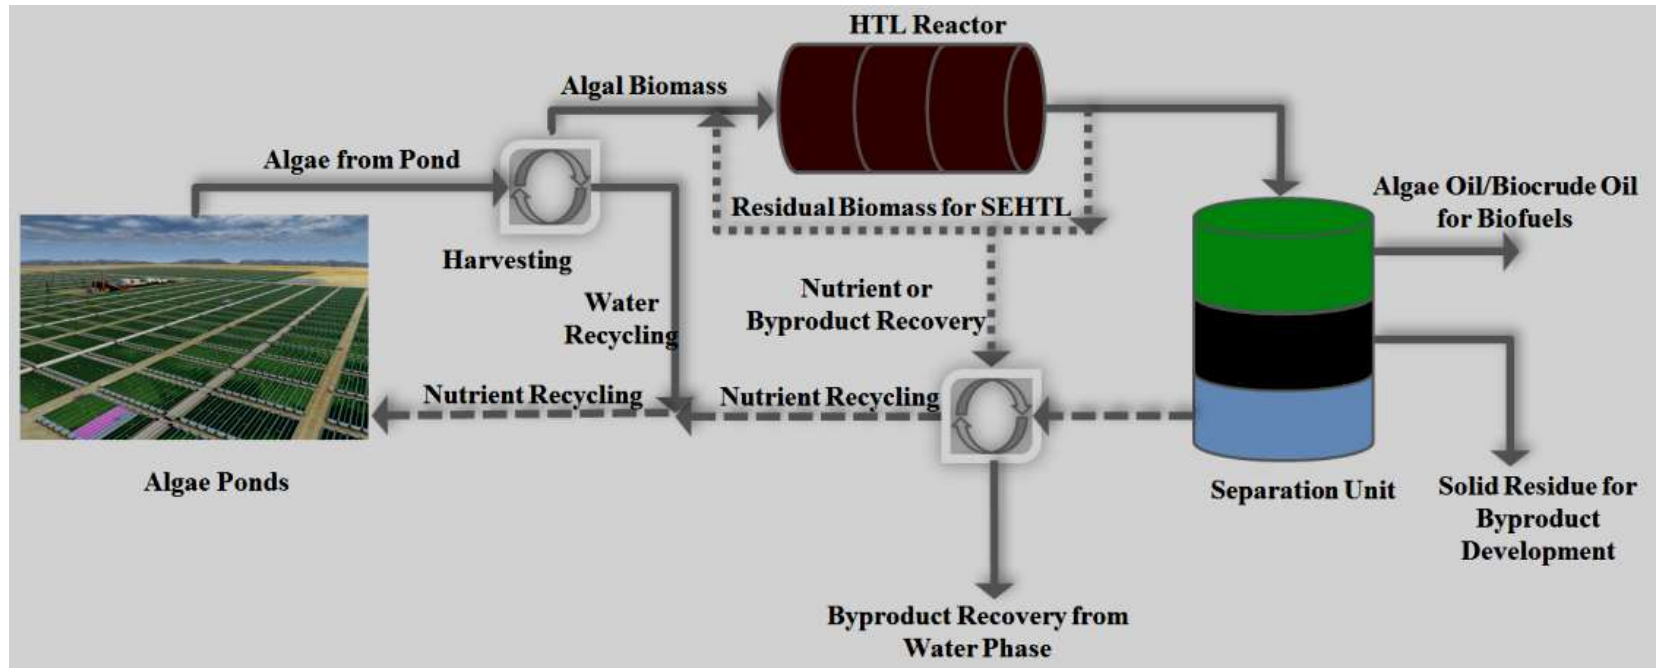 HTL Reactor
Algal Biomass
Algae from Pond
Harvesting
Residual Biomass for SEHTL
Algae Oil/Biocrude Oil
for Biofuels
Water
Recycling
Nutrient or
Byproduct Recovery
Nutrient Recycling
Nutrient Recycling
Algae Ponds
Separation Unit
Solid Residue for
Byproduct
Development
Byproduct Recovery from
Water Phase